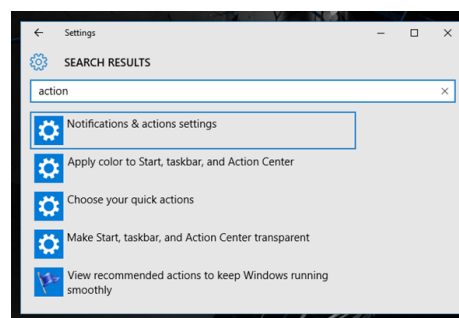 Settings
SEARCH RESULTS
action
Notifications & actions settings
Apply color to Start, taskbar, and Action Center
Choose your quick actions
Make Start, taskbar, and Action Center transparent
View recommended actions to keep Windows running
smoothly